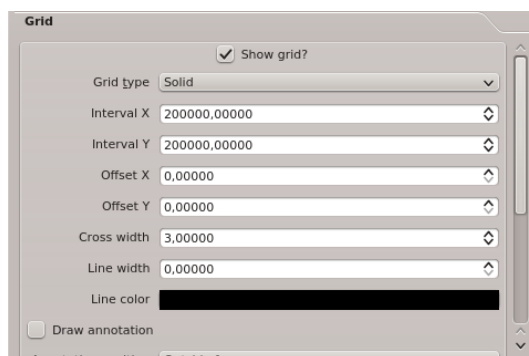 Grid
Show grid?
Grid type Solid
Interval X 200000,00000
Interval Y 200000,00000
Offset X 0,00000
Offset Y 0,00000
Cross width 3,00000
Line width 0,00000
Line color
Draw annotation